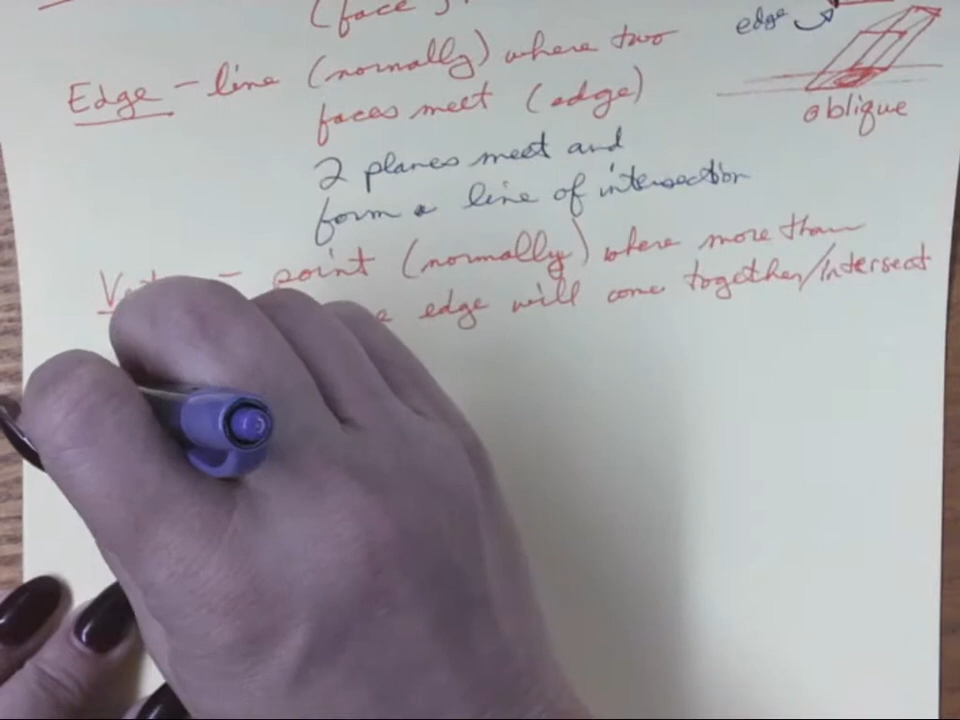 (face
edge
Edge - line (normally) where two
faces meet (edge)
oblique
2 planes meet and
form a line of intersection
- point (normally) where more than
edge will come together/intersect